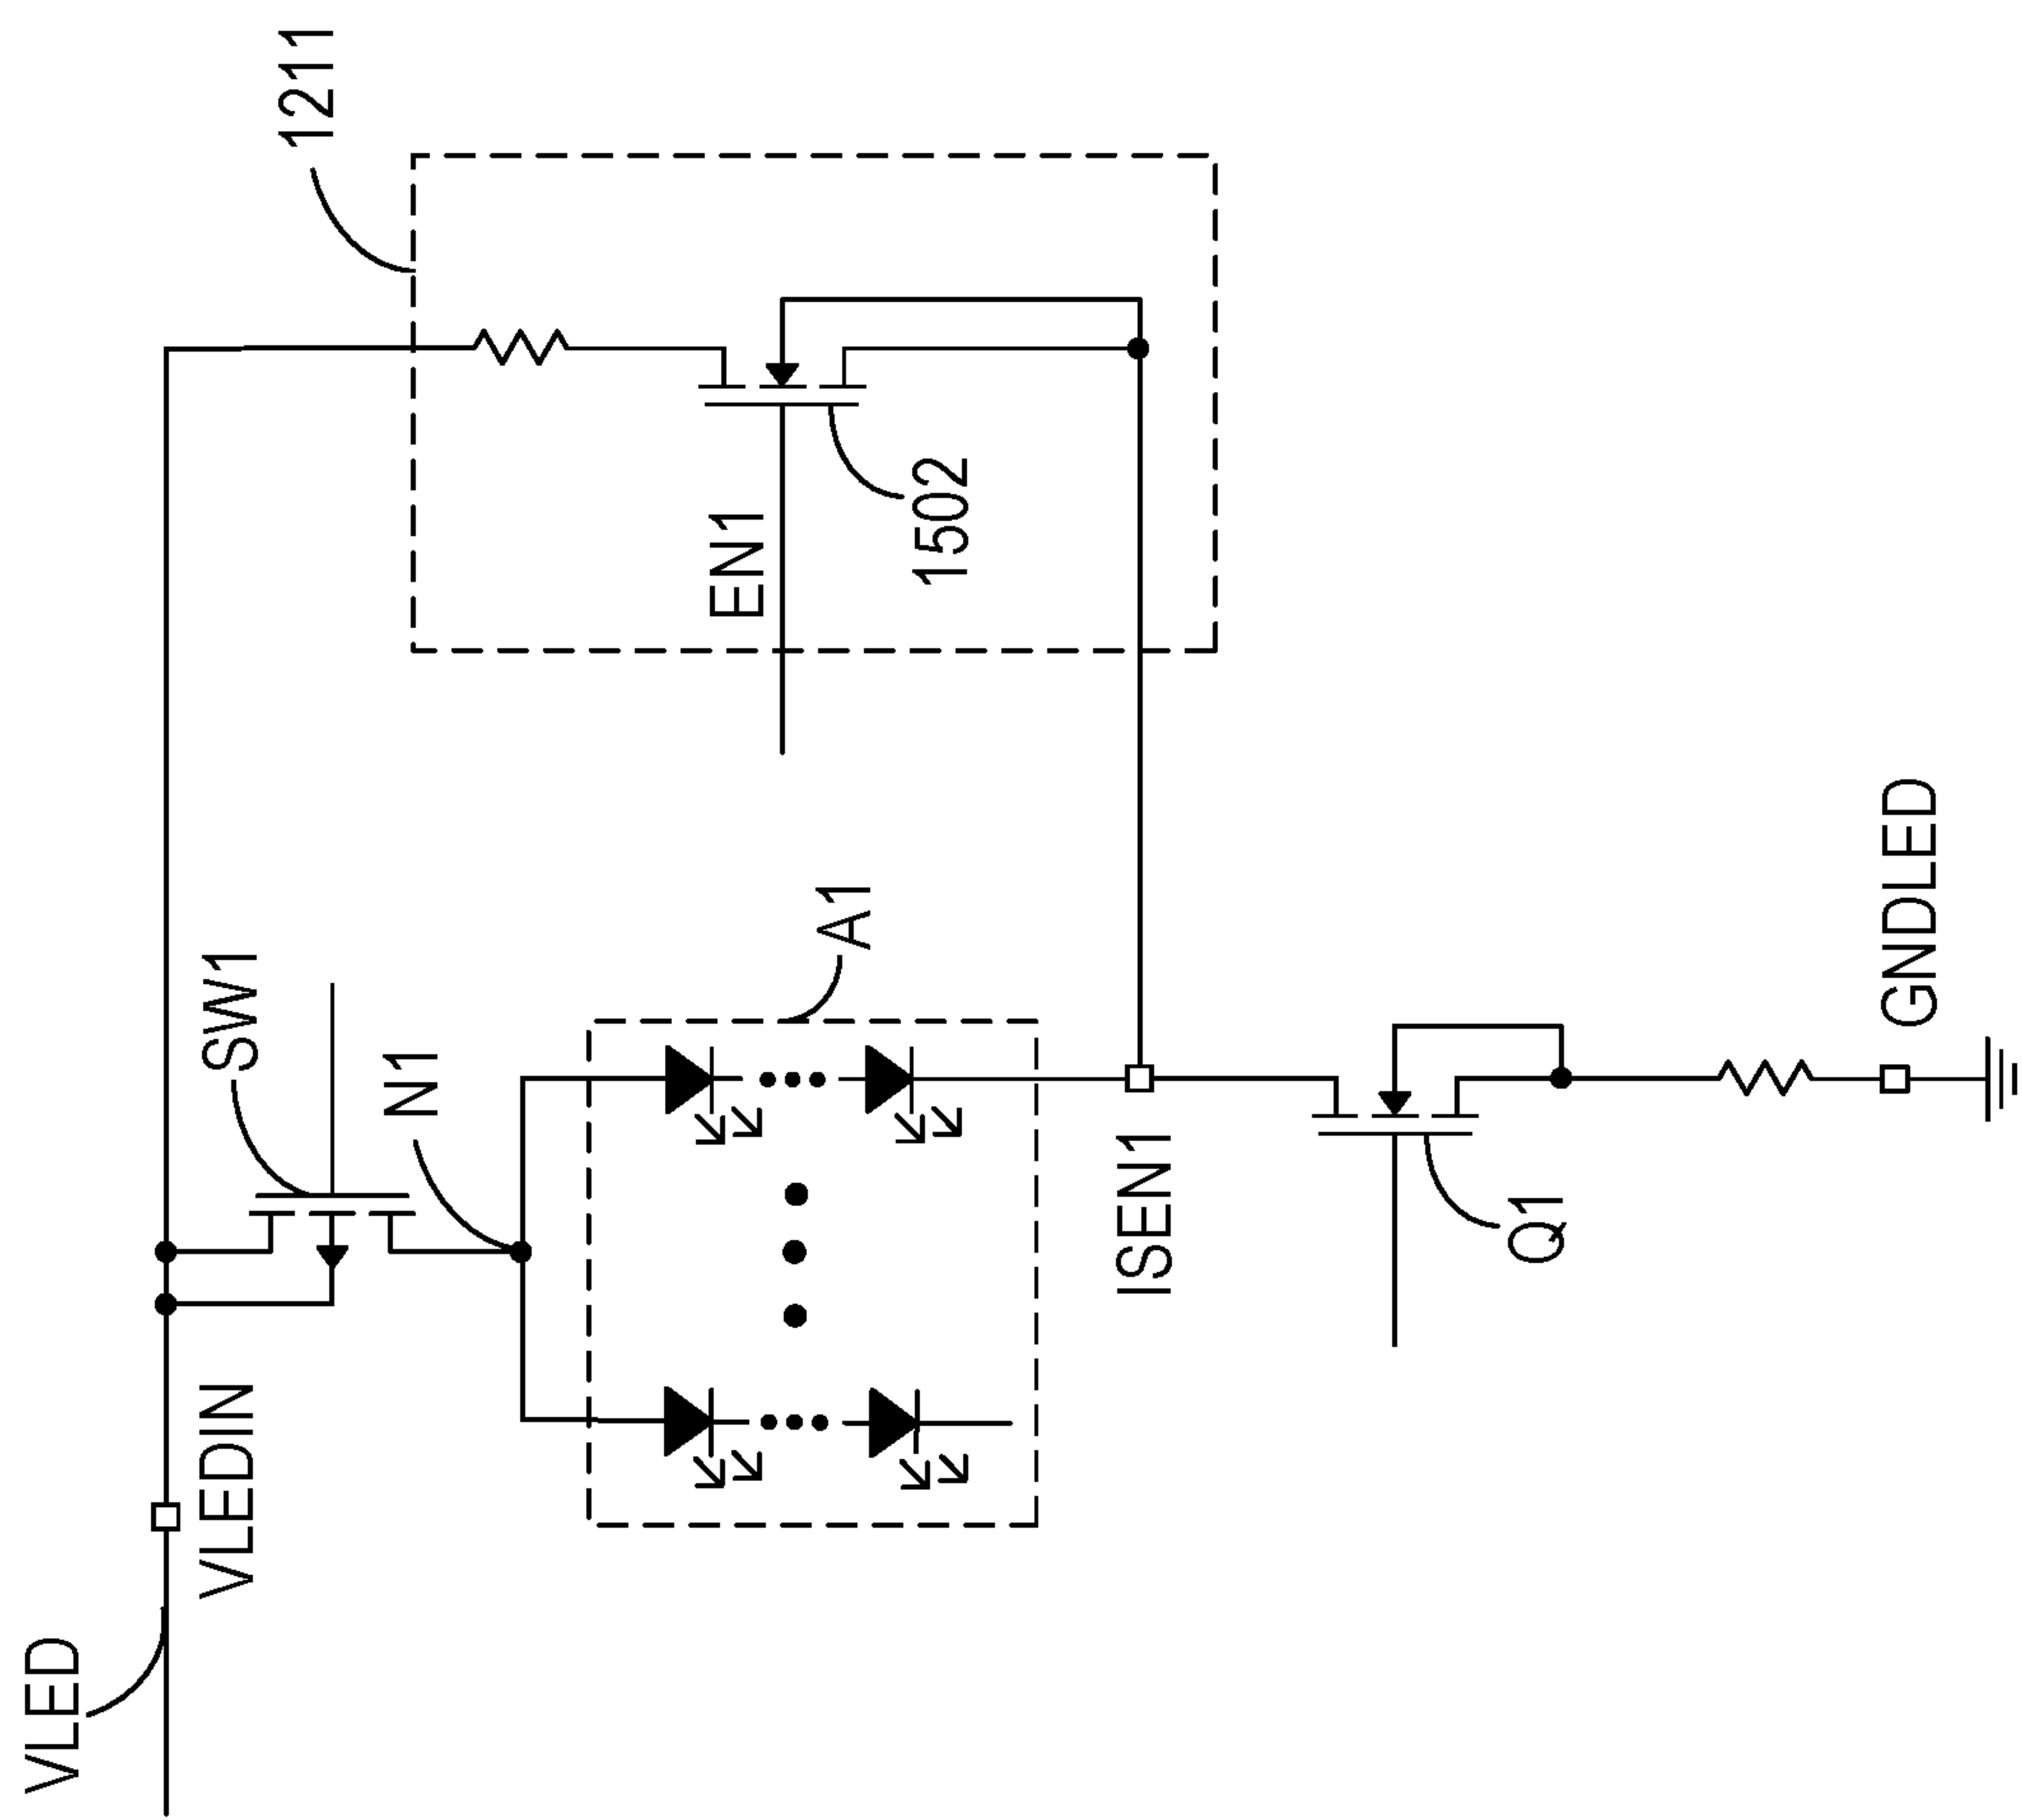 VLED
VLEDIN
SW1
N1
A1
1211
EN1
1502
ISEN1
Q1
GNDLED